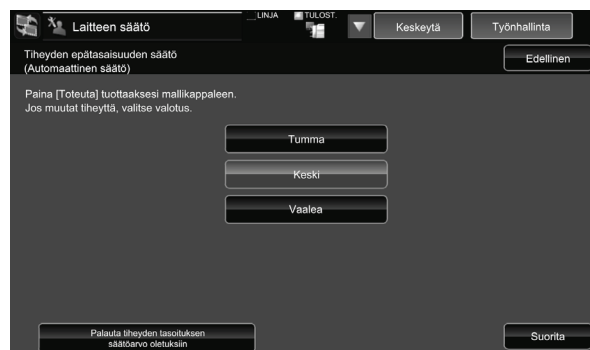 Laitteen säätö
LINJA
TULOST.
Keskeytä
Työnhallinta
Tiheyden epätasaisuuden säätö
(Automaattinen säätö)
Edellinen
Paina [Toteuta] tuottaaksesi mallikappaleen.
Jos muutat tiheyttä, valitse valotus.
Tumma
Keski
Vaalea
Palauta tiheyden tasoituksen
säätöarvo oletuksiin
Suorita